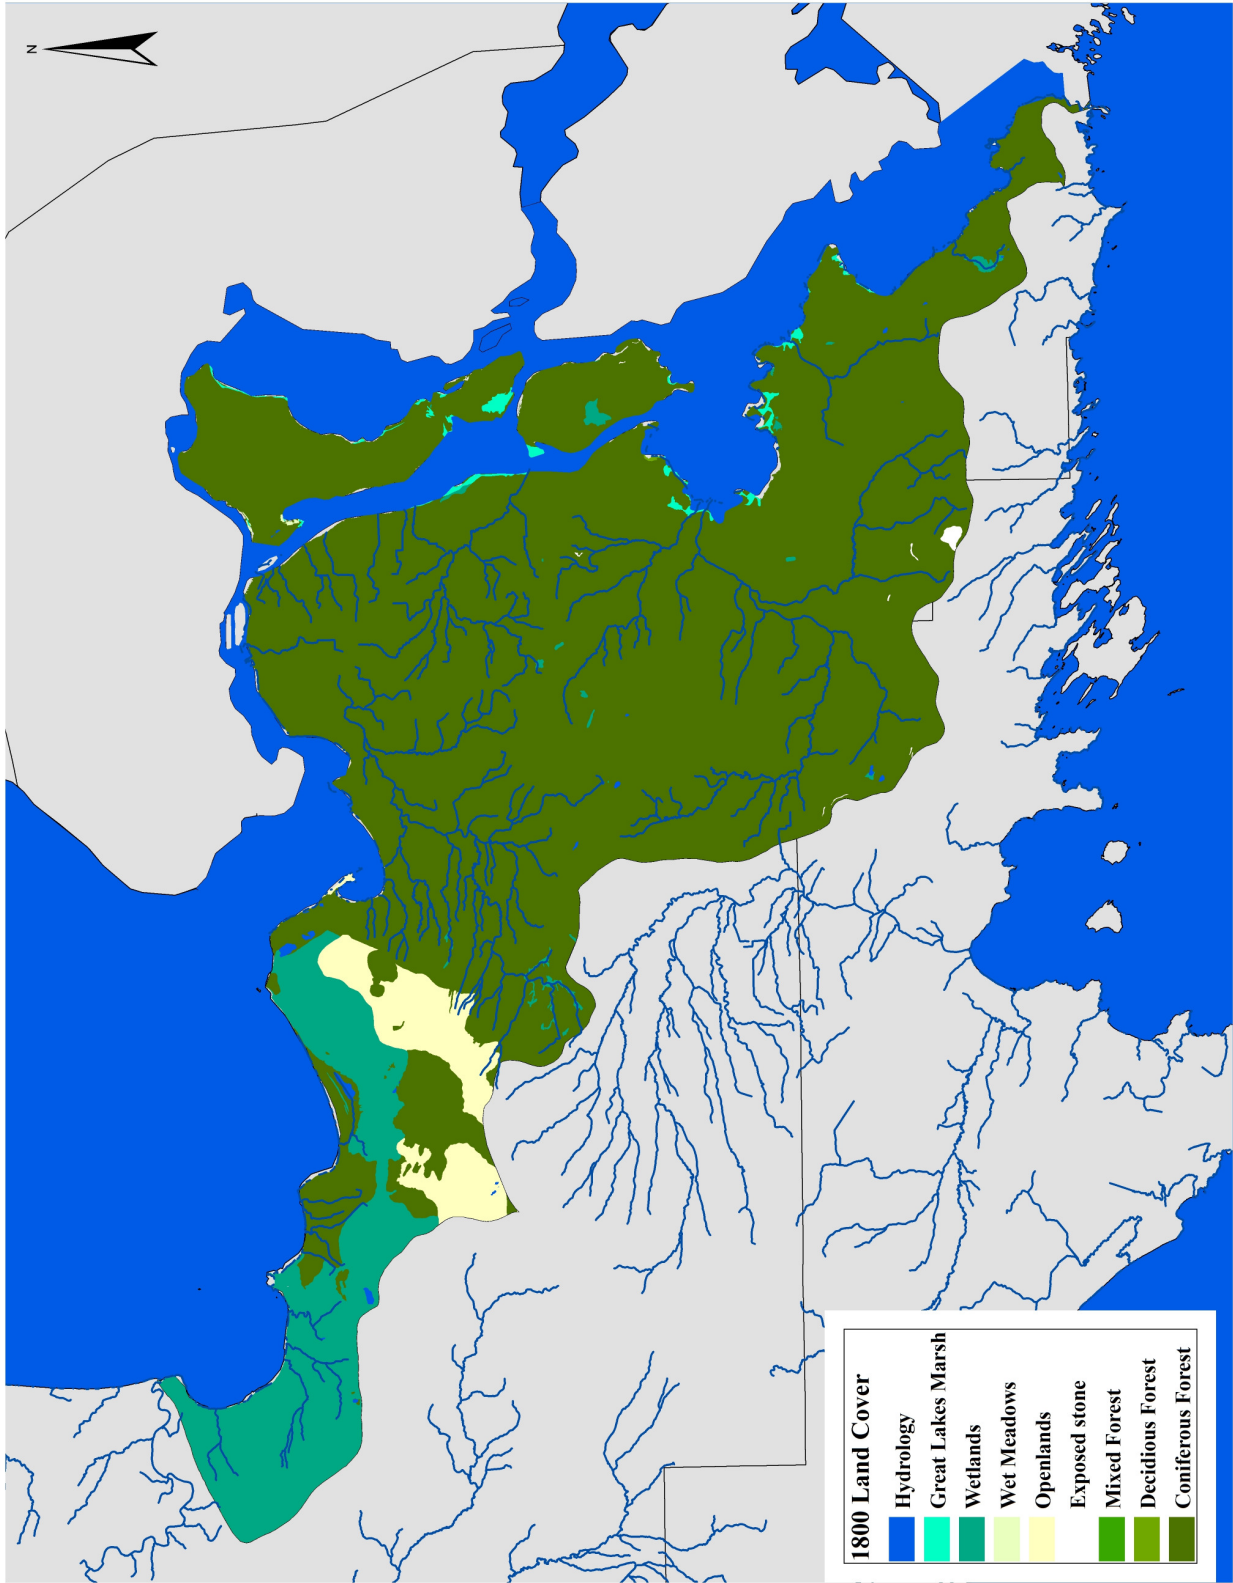 N
1800 Land Cover
Hydrology
Great Lakes Marsh
Wetlands
Wet Meadows
Openlands
Exposed stone
Mixed Forest
Decidious Forest
Coniferous Forest